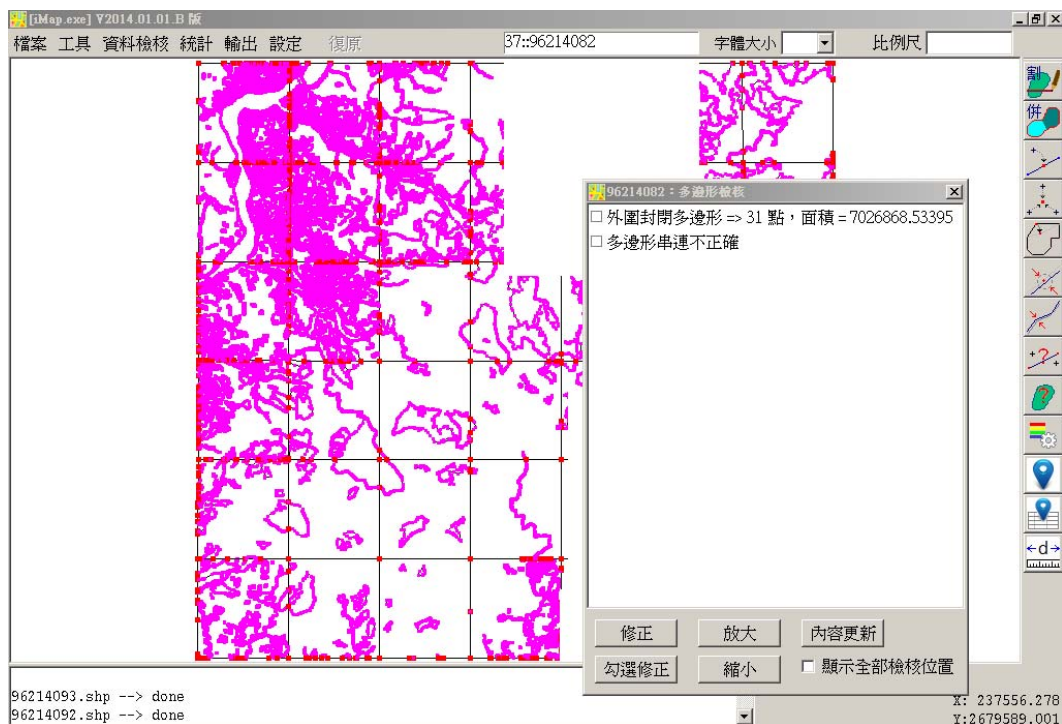 [iMap.exe] V2014.01.01.B 版
檔案 工具 資料檢核 統計 輸出 設定 復原 37::96214082 字體大小 比例尺
割
併
96214082：多邊形檢核
外圍封閉多邊形 => 31 點，面積 =7026868.53395
多邊形串連不正確
修正 放大 內容更新
勾選修正 縮小 顯示全部檢核位置
d
96214093.shp --> done
96214092.shp --> done
X: 237556.278
Y:2679589.001